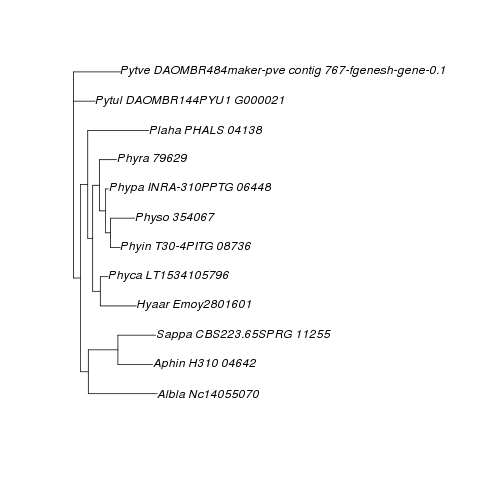 Pytve DAOMBR484maker-pve contig 767-fgenesh-gene-0.1
Pytul DAOMBR144PYU1 G000021
Plaha PHALS 04138
Phyra 79629
Phypa INRA-310PPTG 06448
Physo 354067
Phyin T30-4PITG 08736
Phyca LT1534105796
Hyaar Emoy2801601
Sappa CBS223.65SPRG 11255
Aphin H310 04642
Albla Nc14055070